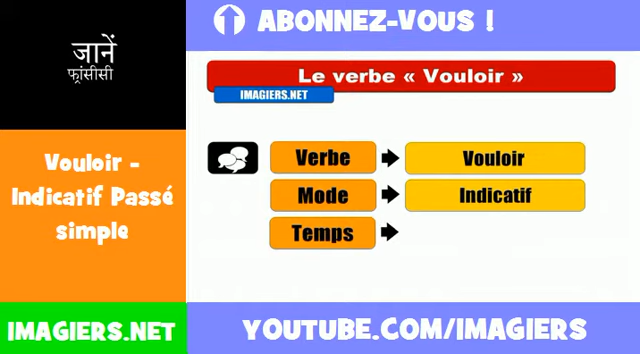 जानें
फ्रांसीसी
Vouloir -
Indicatif Passé
simple
IMAGIERS.NET
ABONNEZ-VOUS !
Le verbe « Vouloir »
IMAGIERS.NET
Verbe Vouloir
Mode Indicatif
Temps
YOUTUBE.COM/IMAGIERS